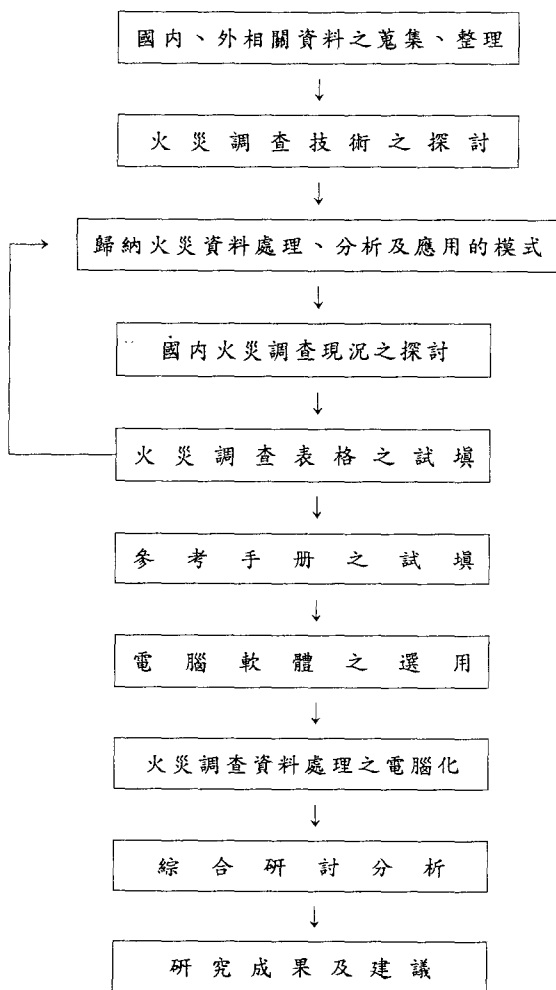 國內、外相關資料之蒐集、整理
↓
火災調查技術之探討
↓
歸納火災資料處理、分析及應用的模式
↓
國內火災調查現況之探討
↓
火災調查表格之試填
↓
參考手册之試填
↓
電腦軟體之選用
↓
火災調查資料處理之電腦化
↓
綜合研討分析
↓
研究成果及建議